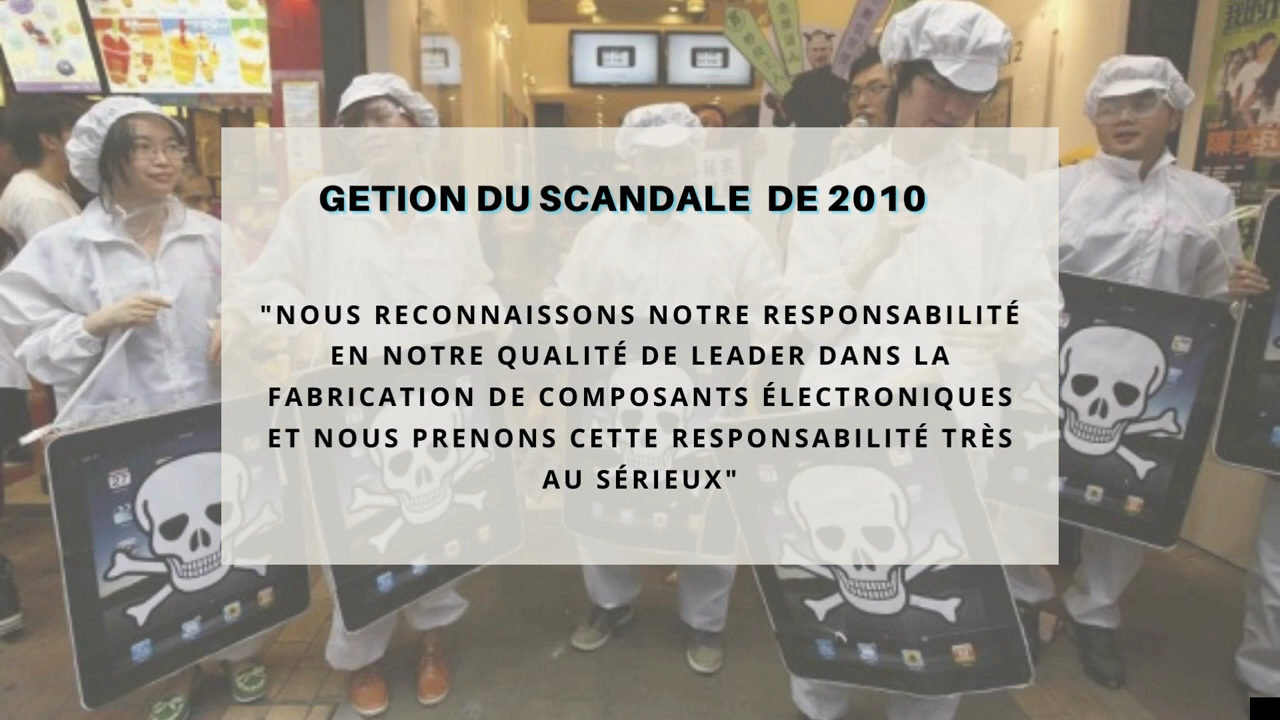 GETION DU SCANDALE DE 2010
"NOUS RECONNAISSONS NOTRE RESPONSABILITÉ
EN NOTRE QUALITÉ DE LEADER DANS LA
FABRICATION DE COMPOSANTS ÉLECTRONIQUES
ET NOUS PRENONS CETTE RESPONSABILITÉ TRÈS
AU SÉRIEUX"
27